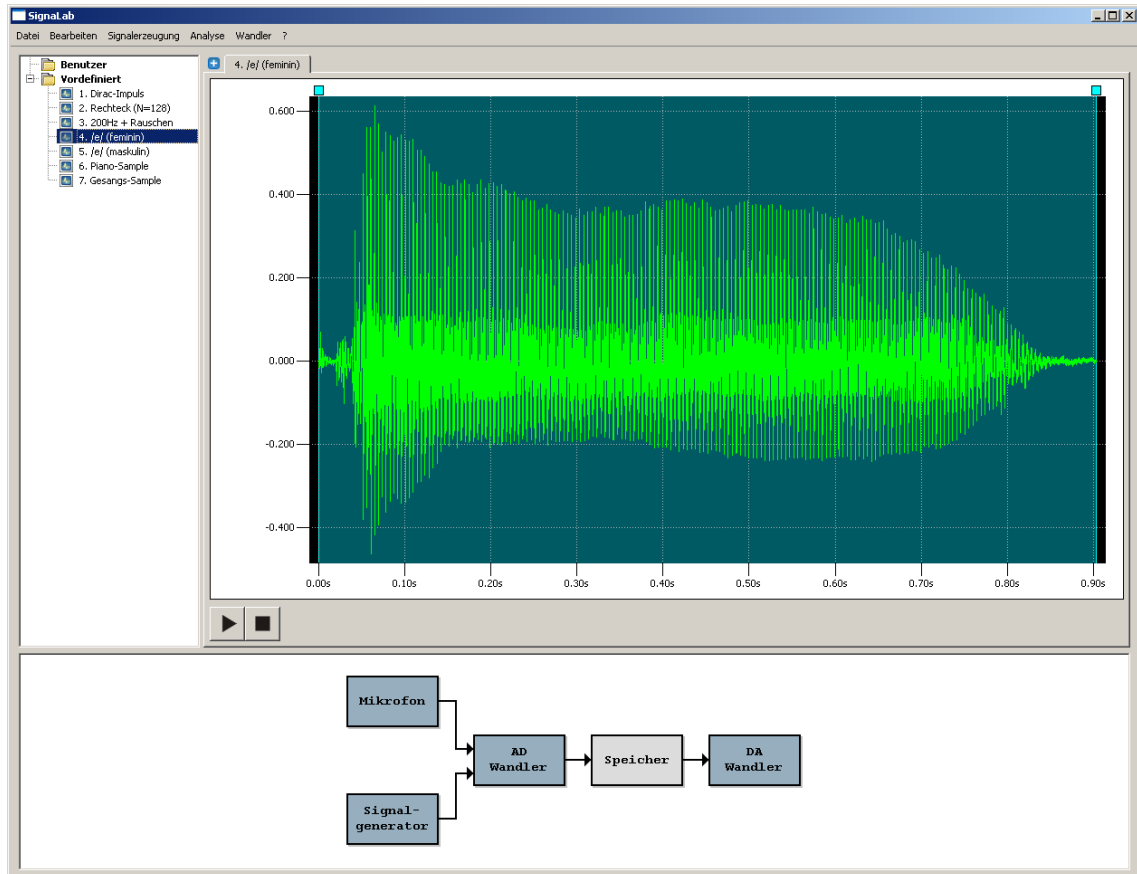 SignaLab
Datei Bearbeiten Signalerzeugung Analyse Wandler ?
Benutzer
Vordefiniert
1. Dirac-Impuls
2. Rechteck (N=128)
3. 200Hz + Rauschen
4. /e/ (feminin)
5. /e/ (maskulin)
6. Piano-Sample
7. Gesangs-Sample
4. /e/ (feminin)
0.600
0.400
0.200
0.000
-0.200
-0.400
0.00s 0.10s 0.20s 0.30s 0.40s 0.50s 0.60s 0.70s 0.80s 0.90s
Mikrofon
AD
Wandler
Speicher
DA
Wandler
Signal-
generator